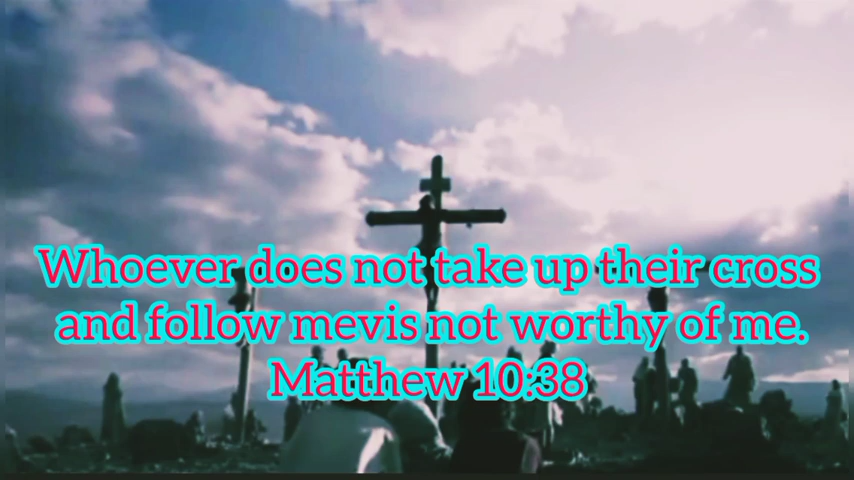 Whoever does not take up their cross
and follow mevis not worthy of me.
Matthew 10:38